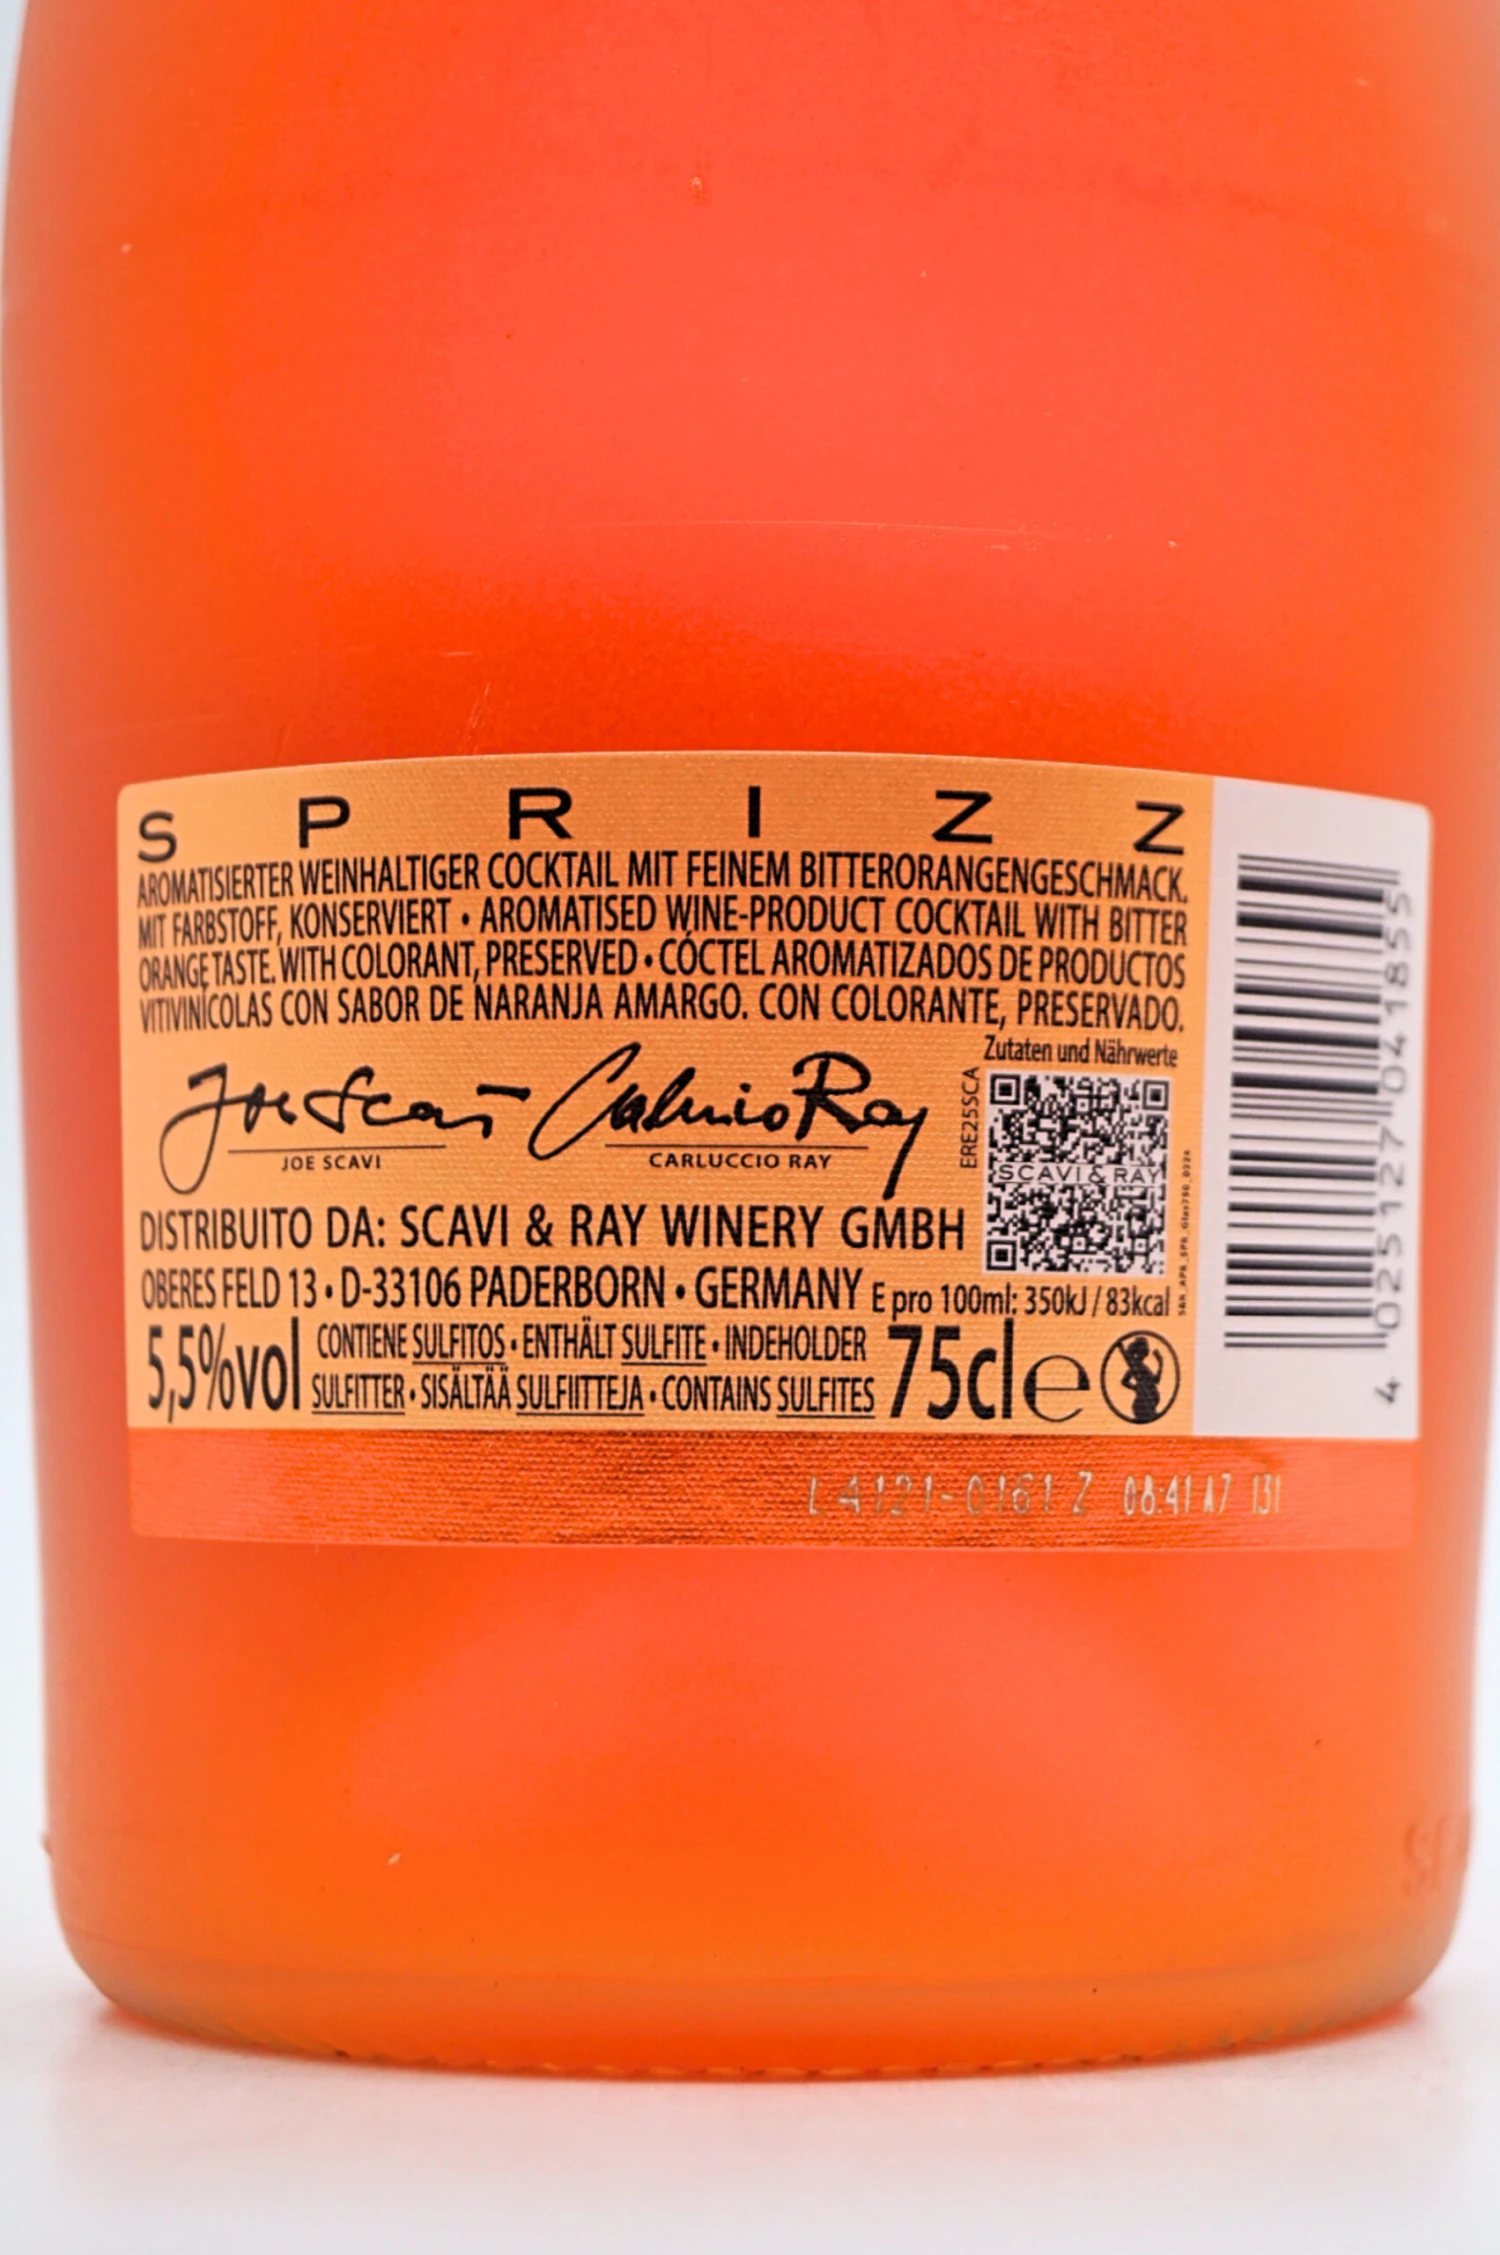 S P R I Z Z
AROMATISIERTER WEINHALTIGER COCKTAIL MIT FEINEM BITTERORANGENGESCHMACK.
MIT FARBSTOFF, KONSERVIERT • AROMATISED WINE-PRODUCT COCKTAIL WITH BITTER
ORANGE TASTE. WITH COLORANT, PRESERVED • CÓCTEL AROMATIZADOS DE PRODUCTOS
VITIVINÍCOLAS CON SABOR DE NARANJA AMARGO. CON COLORANTE, PRESERVADO.
Zutaten und Nährwerte
ERE25SCA
SCAVI & RAY
JOE SCAVI
CARLUCCIO RAY
DISTRIBUITO DA: SCAVI & RAY WINERY GMBH
OBERES FELD 13 • D-33106 PADERBORN • GERMANY
E pro 100ml: 350kJ / 83kcal
5,5%vol
CONTIENE SULFITOS • ENTHÄLT SULFITE • INDEHOLDER
SULFITTER • SISÄLTÄÄ SULFIITTEJA • CONTAINS SULFITES
75cl e
4 025127 041855
L4121-0161Z 08:41 A7 131